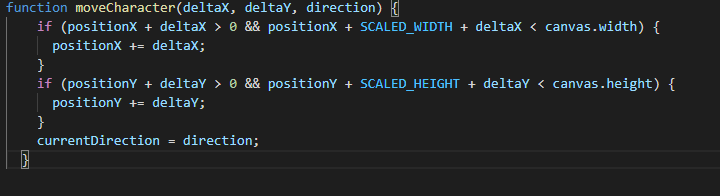 function moveCharacter(deltaX, deltaY, direction) {
    if (positionX + deltaX > 0 && positionX + SCALED_WIDTH + deltaX < canvas.width) {
      positionX += deltaX;
    }
    if (positionY + deltaY > 0 && positionY + SCALED_HEIGHT + deltaY < canvas.height) {
      positionY += deltaY;
    }
    currentDirection = direction;
  }